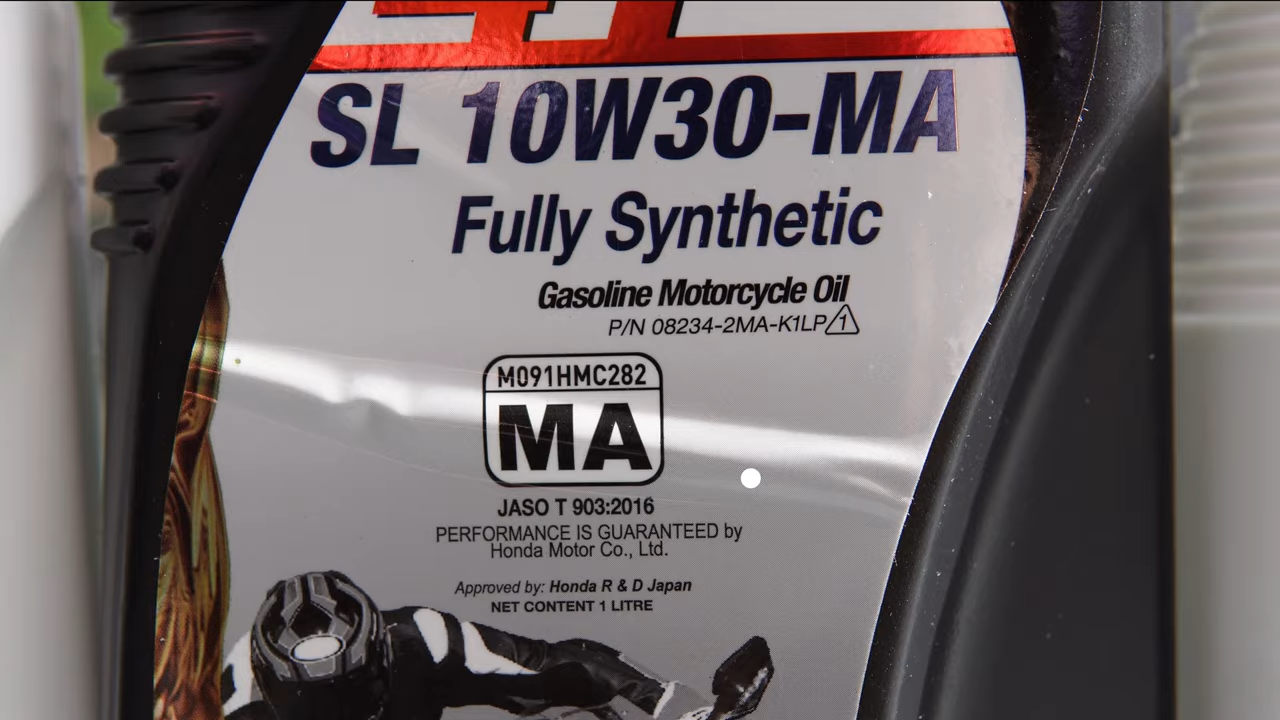 SL 10W30-MA
Fully Synthetic
Gasoline Motorcycle Oil
P/N 08234-2MA-K1LP 1
M091HMC282
MA
JASO T 903:2016
PERFORMANCE IS GUARANTEED by
Honda Motor Co., Ltd.
Approved by: Honda R & D Japan
NET CONTENT 1 LITRE